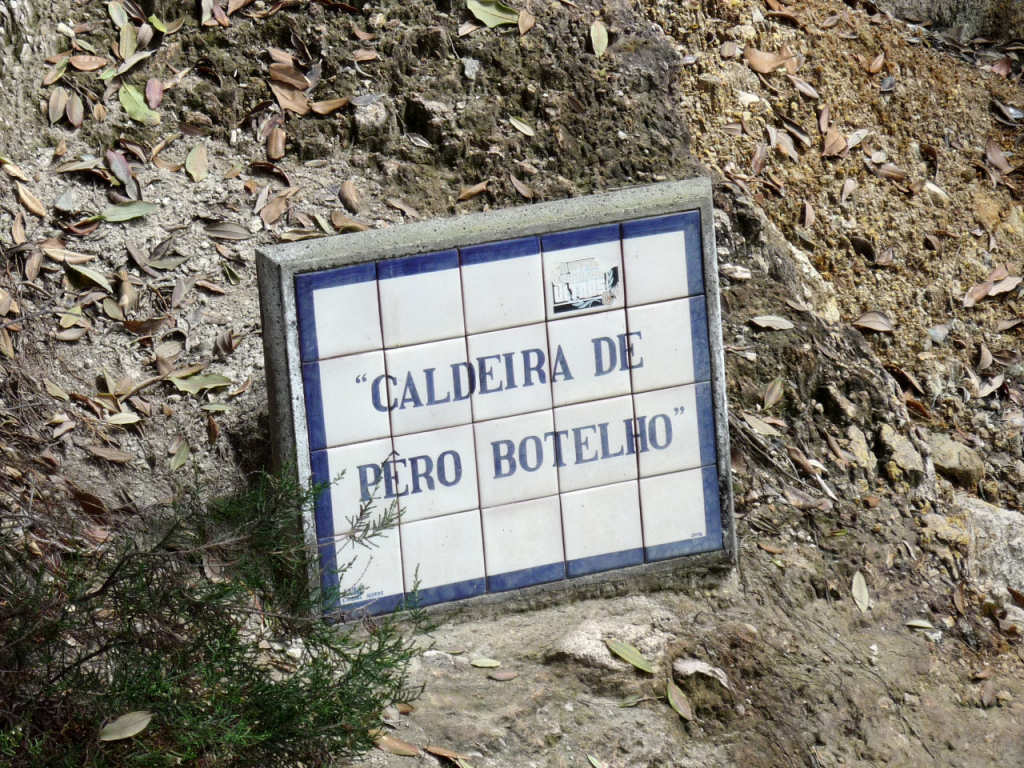 “CALDEIRA DE
PÊRO BOTELHO”